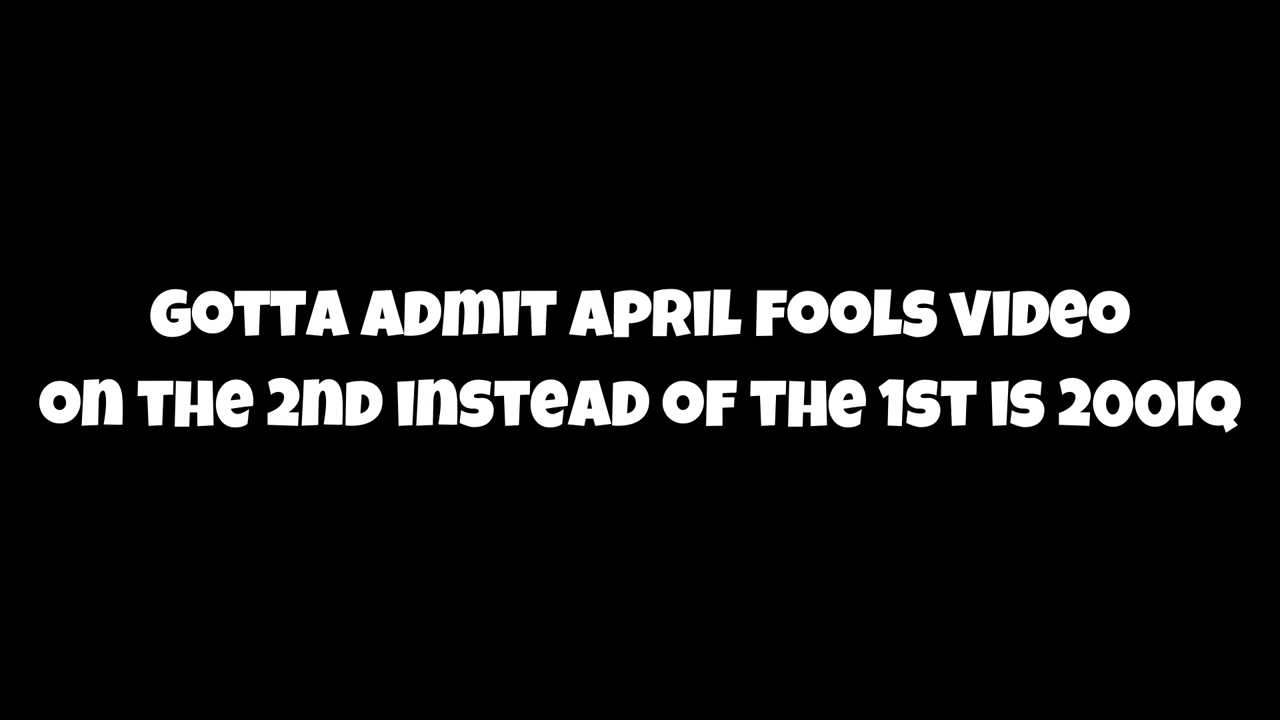 GOTTA ADMIT APRIL FOOLS VIDEO
ON THE 2ND INSTEAD OF THE 1ST IS 200IQ